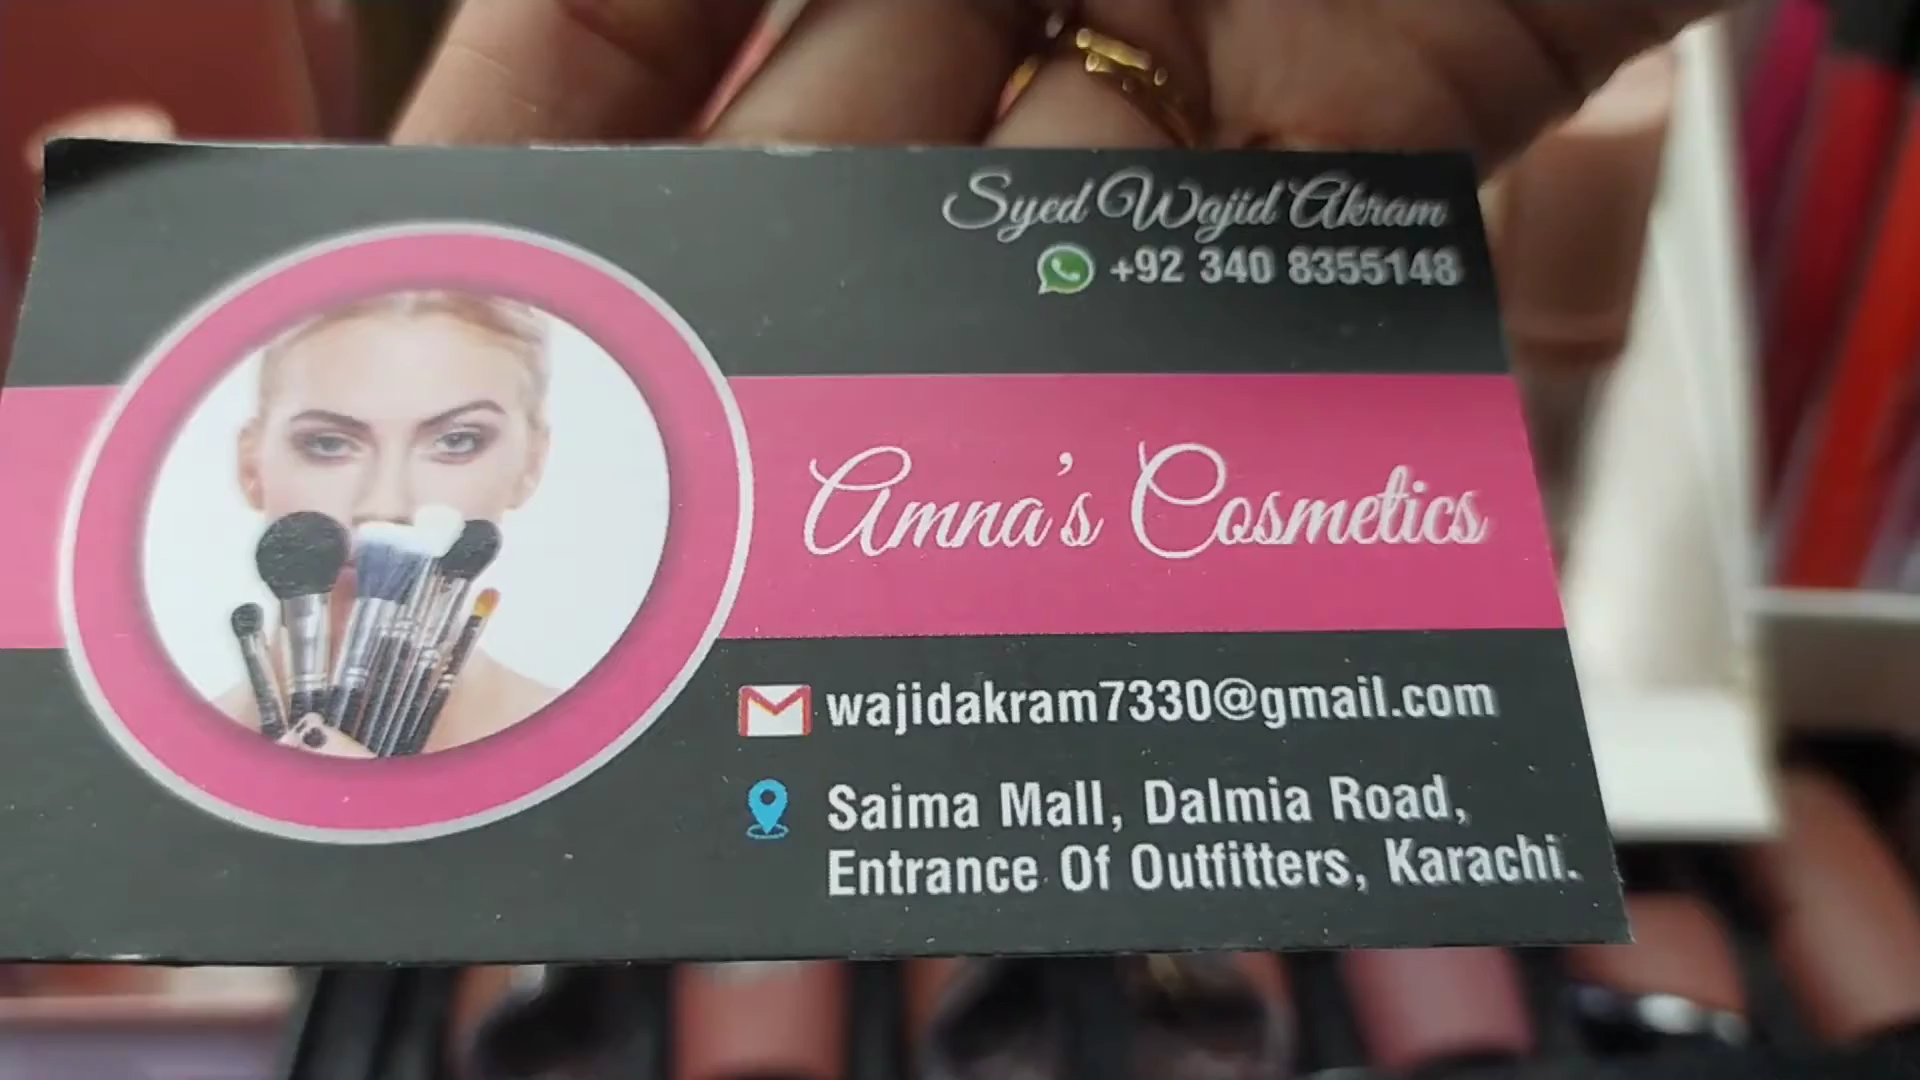 Syed Wajid Akram
+92 340 8355148
Amna's Cosmetics
wajidakram7330@gmail.com
Saima Mall, Dalmia Road,
Entrance Of Outfitters, Karachi.